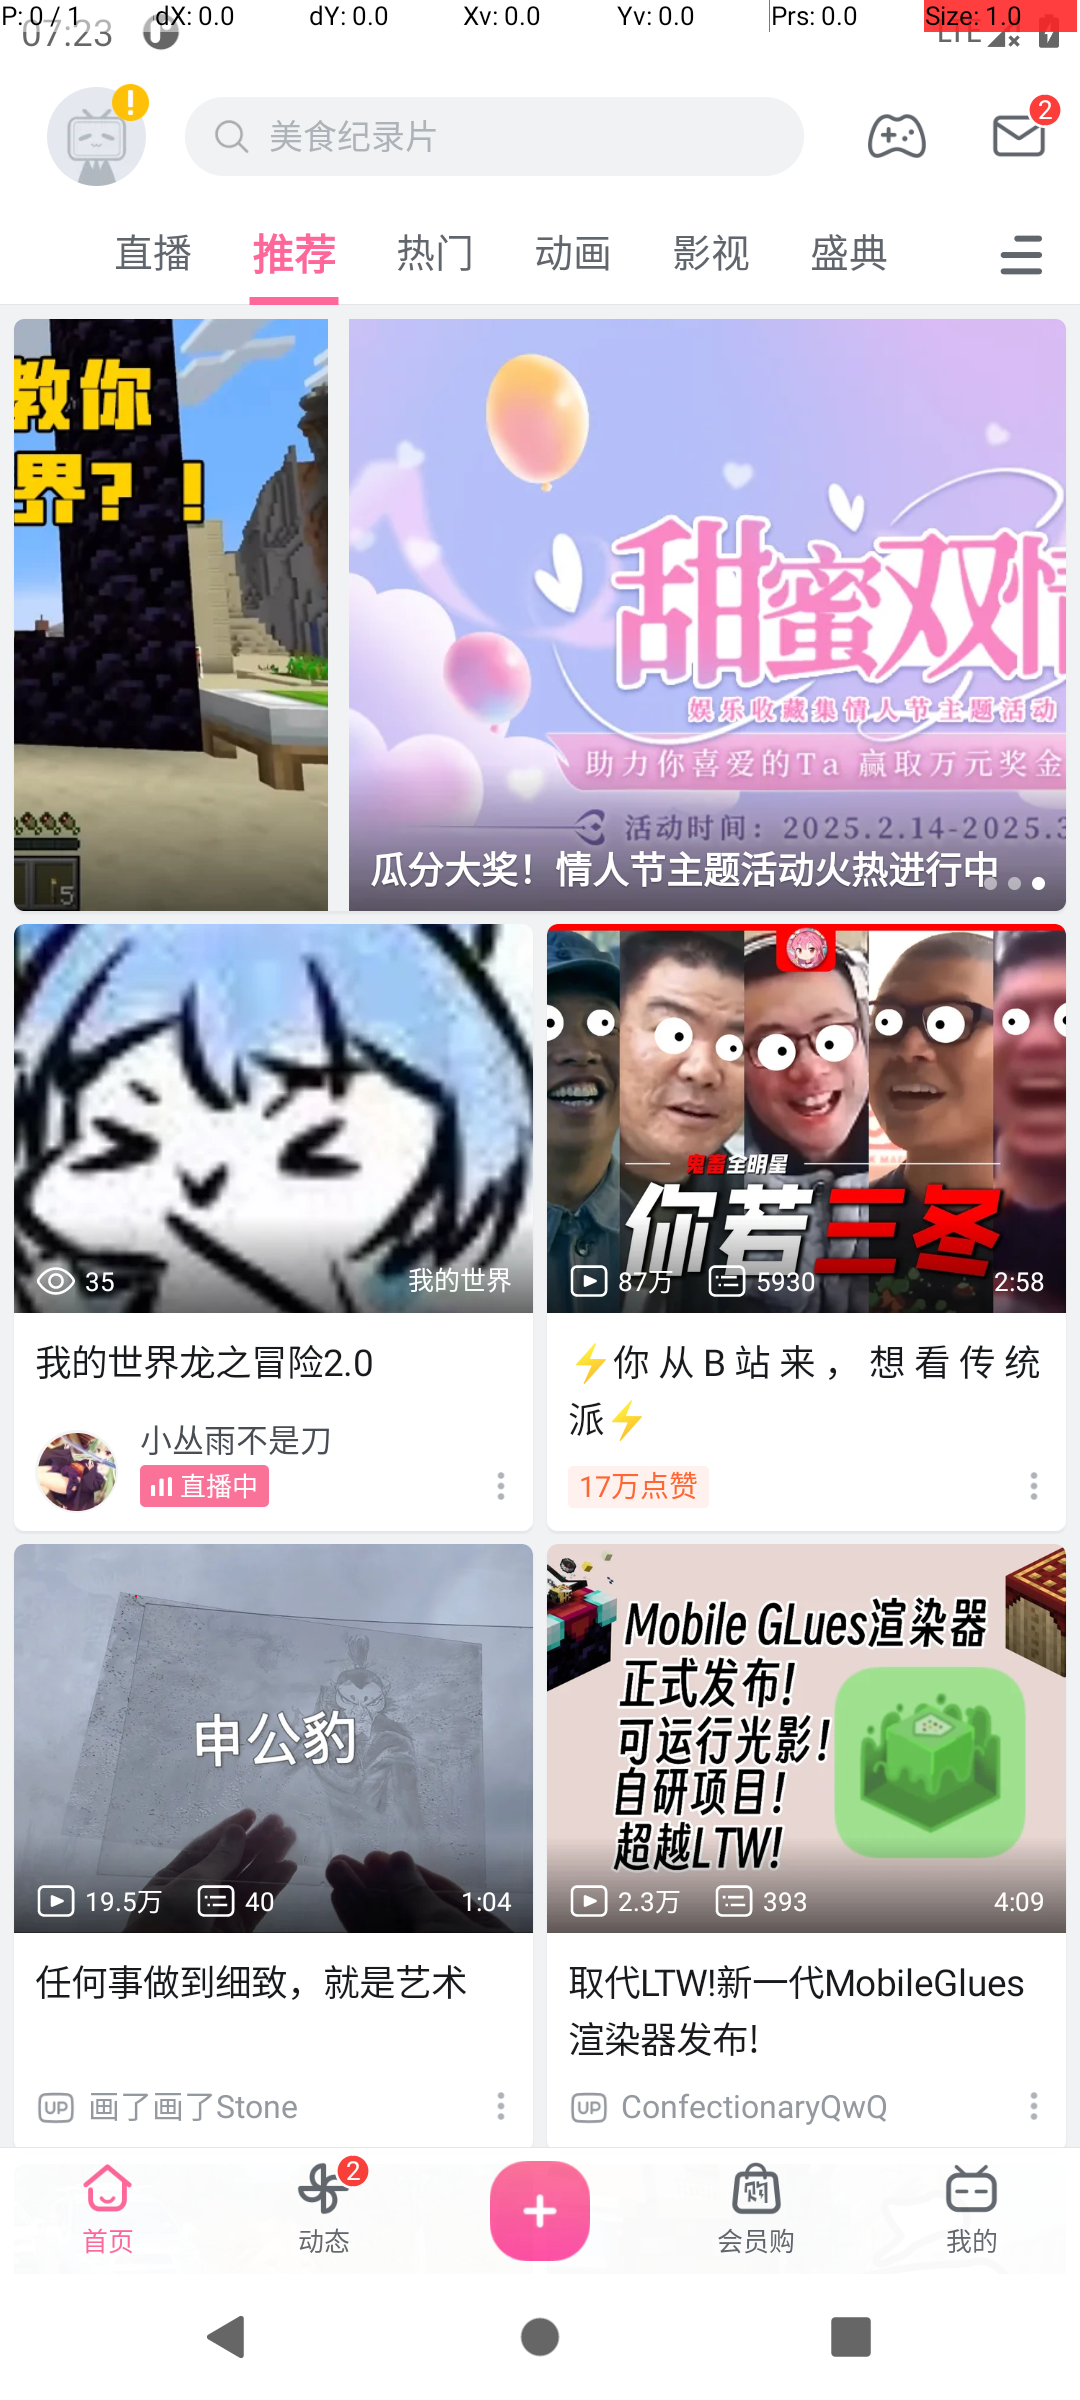 P: 0 / 1
dX: 0.0
dY: 0.0
Xv: 0.0
Yv: 0.0
Prs: 0.0
Size: 1.0
07:23
LTE
美食纪录片
2
直播
推荐
热门
动画
影视
盛典
教你
界？！
5
甜蜜双情
娱乐收藏集情人节主题活动
助力你喜爱的Ta 赢取万元奖金
活动时间：2025.2.14-2025.3
瓜分大奖！情人节主题活动火热进行中
35
我的世界
鬼畜全明星
你若三冬
87万
5930
2:58
我的世界龙之冒险2.0
小丛雨不是刀
直播中
⚡你从B站来，想看传统
派⚡
17万点赞
申公豹
19.5万
40
1:04
Mobile GLues渲染器
正式发布!
可运行光影!
自研项目!
超越LTW!
2.3万
393
4:09
任何事做到细致，就是艺术
取代LTW!新一代MobileGlues
渲染器发布!
UP 画了画了Stone
UP ConfectionaryQwQ
首页
2
动态
购
会员购
我的